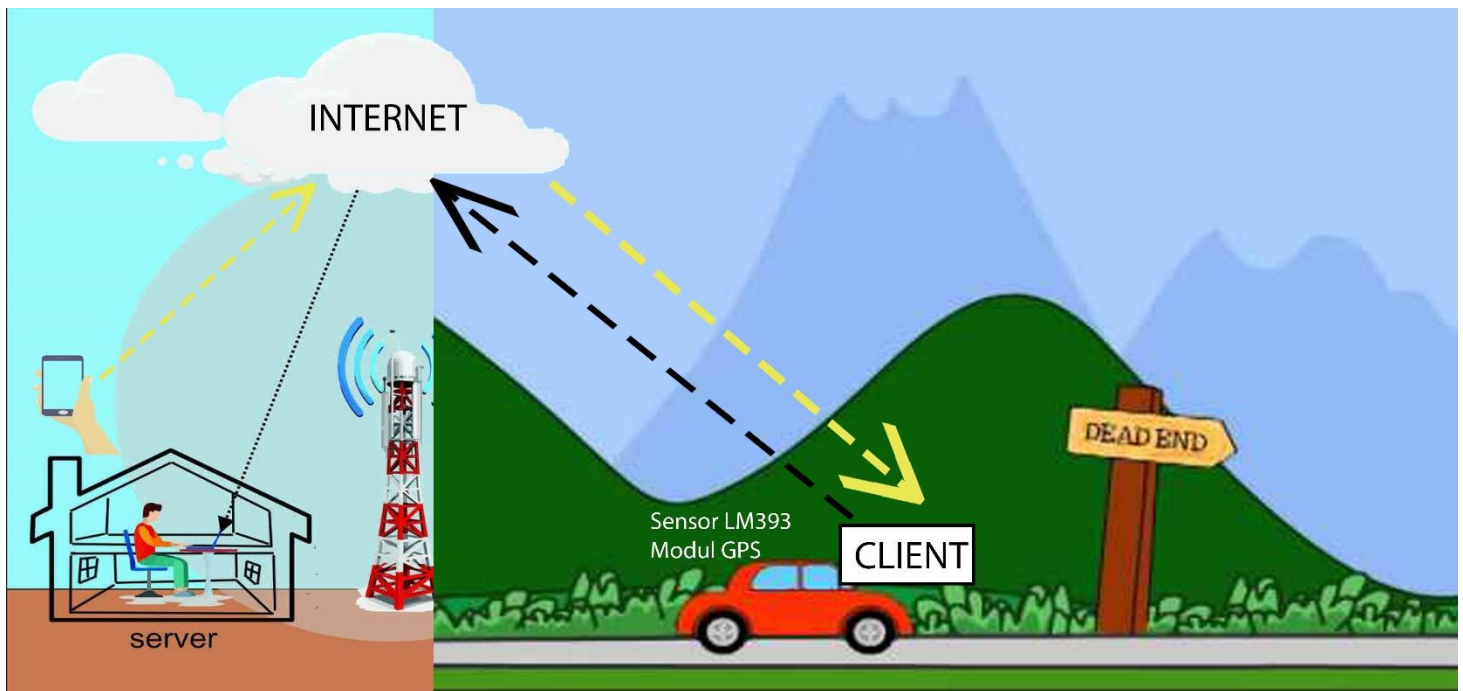 INTERNET
DEAD END
Sensor LM393
Modul GPS
CLIENT
server